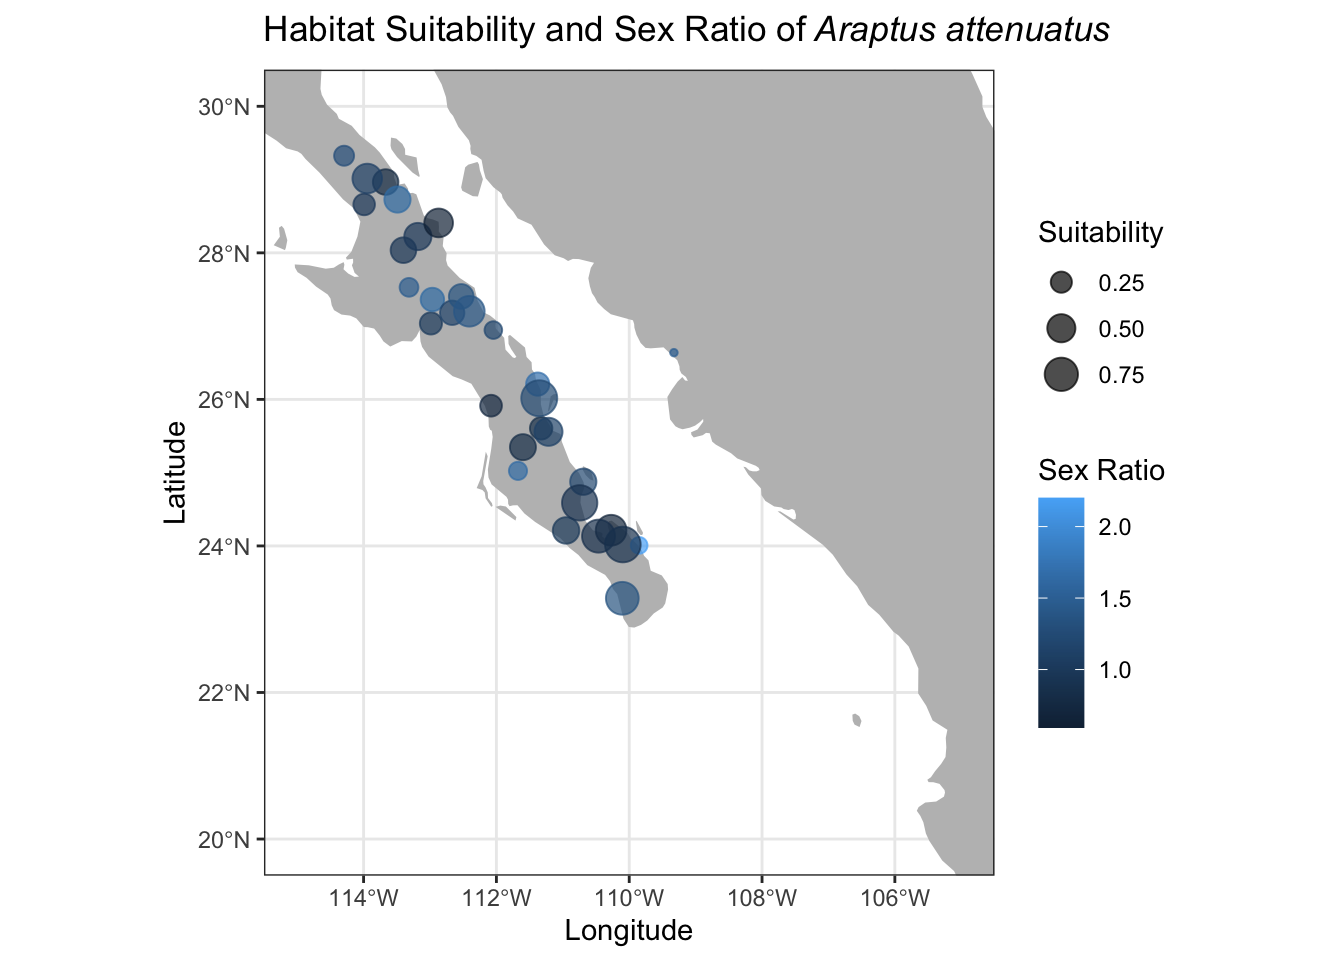 Habitat Suitability and Sex Ratio of Araptus attenuatus
30°N
28°N
26°N
24°N
22°N
20°N
Latitude
114°W 112°W 110°W 108°W 106°W
Longitude
Suitability
0.25
0.50
0.75
Sex Ratio
2.0
1.5
1.0